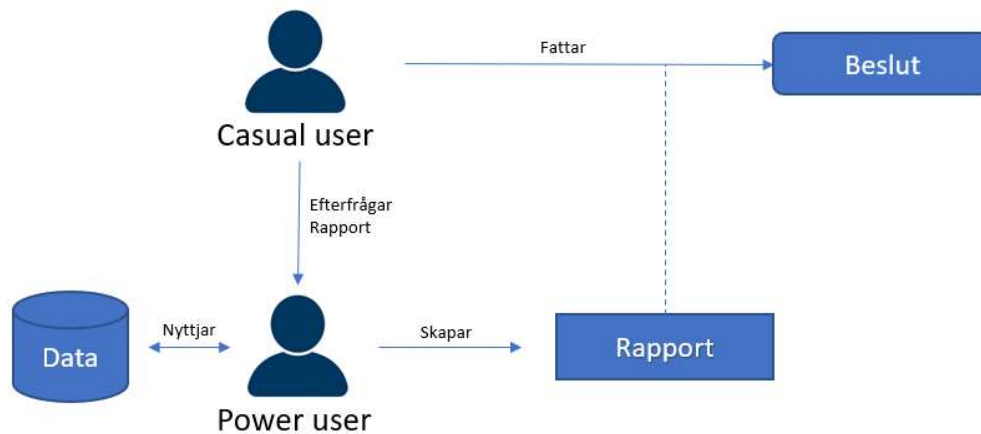 Fattar
Beslut
Casual user
Efterfrågar
Rapport
Data
Nyttjar
Skapar
Rapport
Power user